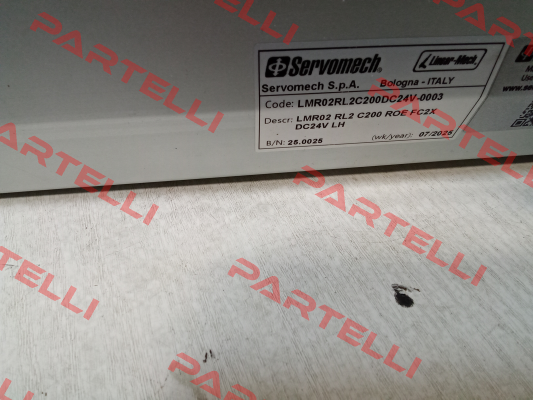 Servomech® Linear-Mech®
Servomech S.p.A. Bologna - ITALY
Code: LMR02RL2C200DC24V-0003
Descr: LMR02 RL2 C200 ROE FC2X
DC24V LH
B/N: 25.0025 (wk/year): 07/2025
PARTELLI
PARTELLI
PARTELLI
PARTELLI
PARTELLI
PARTELLI
PARTELLI